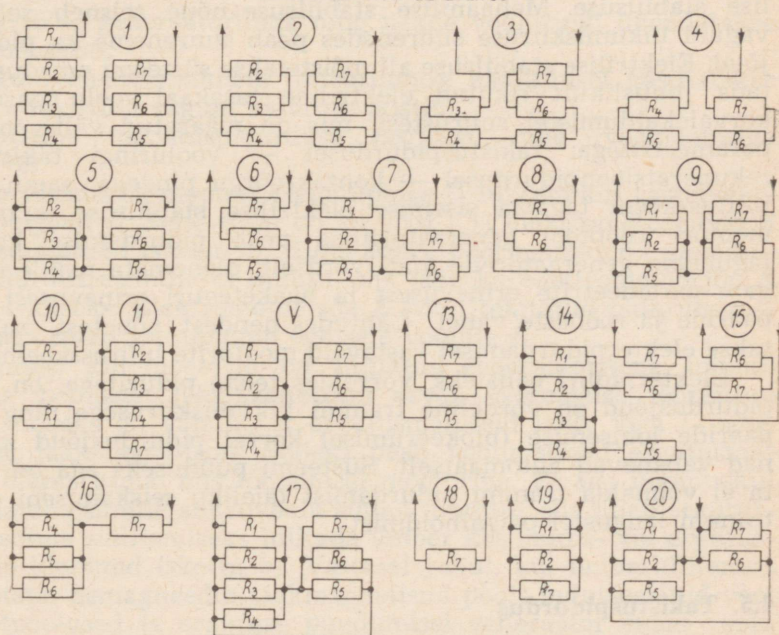 1 2 3 4
R₁
R₂ R₇ R₂ R₇ R₇
R₃ R₆ R₃ R₆ R₃ R₆ R₄ R₇
R₄ R₅ R₄ R₅ R₄ R₅ R₅ R₆
5 6 7 8 9
R₂ R₇ R₇ R₁ R₇ R₁ R₇
R₃ R₆ R₆ R₂ R₇ R₆ R₂ R₆
R₄ R₅ R₅ R₅ R₆ R₅
10 11 V 13 14 15
R₇ R₂ R₁ R₇ R₇ R₁ R₇ R₆
R₃ R₂ R₆ R₆ R₂ R₆ R₇
R₁ R₄ R₃ R₅ R₅ R₃
R₇ R₄ R₄ R₅
16 17 18 19 20
R₄ R₇ R₁ R₁ R₁ R₇
R₅ R₂ R₇ R₇ R₂ R₂ R₆
R₆ R₃ R₅ R₇ R₅
R₄